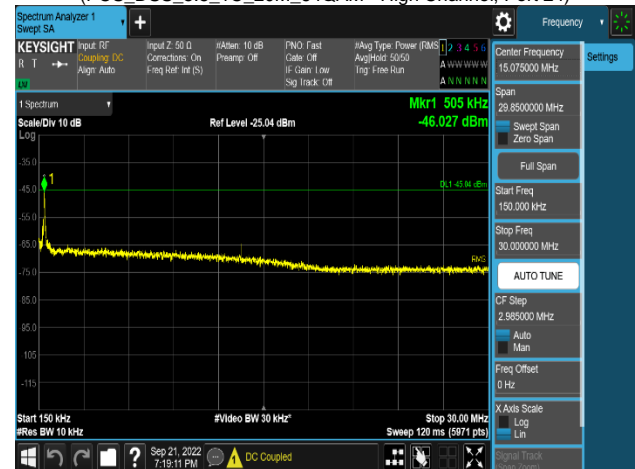 Spectrum Analyzer 1
Swept SA
Frequency
KEYSIGHT
R T
LW
Input: RF
Coupling: DC
Align: Auto
Input Z: 50 Ω
Corrections: On
Freq Ref: Int (S)
#Atten: 10 dB
Preamp: Off
PNO: Fast
Gate: Off
IF Gain: Low
Sig Track: Off
#Avg Type: Power (RMS
Avg|Hold: 50/50
Trig: Free Run
1 2 3 4 5 6
A W W W W W
A N N N N N
Settings
1 Spectrum
Scale/Div 10 dB
Log
Ref Level -25.04 dBm
Mkr1 505 kHz
-46.027 dBm
1
DL1 -45.04 dBm
RMS
-35.0
-45.0
-55.0
-65.0
-75.0
-85.0
-95.0
-105
-115
Start 150 kHz
#Res BW 10 kHz
#Video BW 30 kHz*
Stop 30.00 MHz
Sweep 120 ms (5971 pts)
Center Frequency
15.075000 MHz
Span
29.8500000 MHz
Swept Span
Zero Span
Full Span
Start Freq
150.000 kHz
Stop Freq
30.000000 MHz
AUTO TUNE
CF Step
2.985000 MHz
Auto
Man
Freq Offset
0 Hz
X Axis Scale
Log
Lin
Signal Track
(Span Zoom)
Sep 21, 2022
7:19:11 PM
DC Coupled